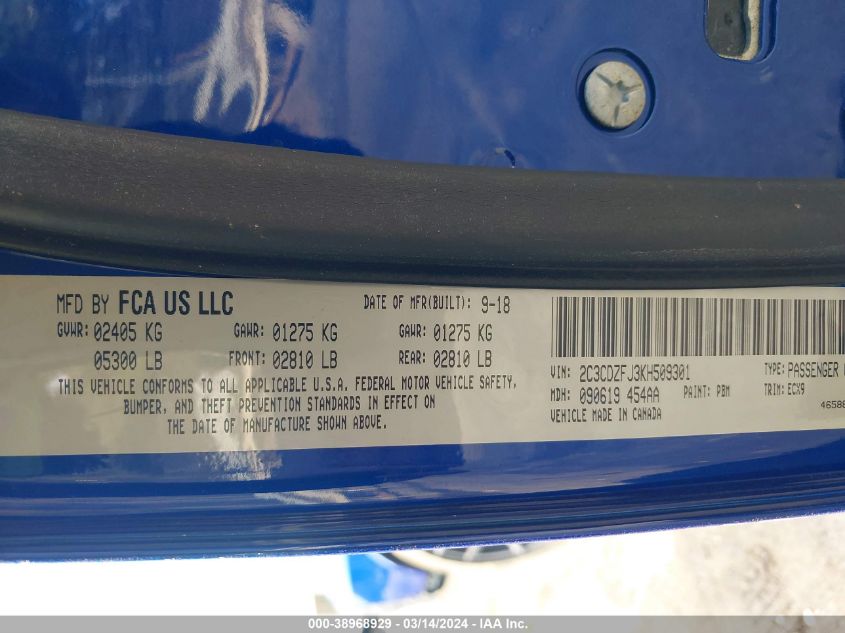 MFD BY FCA US LLC DATE OF MFR(BUILT): 9-18
GVWR: 02405 KG GAWR: 01275 KG GAWR: 01275 KG
05300 LB FRONT: 02810 LB REAR: 02810 LB
THIS VEHICLE CONFORMS TO ALL APPLICABLE U.S.A. FEDERAL MOTOR VEHICLE SAFETY,
BUMPER, AND THEFT PREVENTION STANDARDS IN EFFECT ON
THE DATE OF MANUFACTURE SHOWN ABOVE.
VIN: 2C3CDZFJ3KH509301 TYPE: PASSENGER
MDH: 090619 454AA PAINT: PBM TRIM: ECX9
VEHICLE MADE IN CANADA
4658
000-38968929 - 03/14/2024 - IAA Inc.